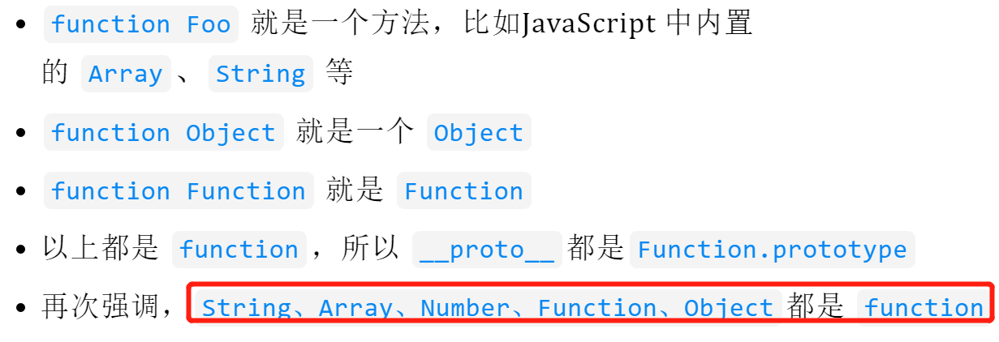 • function Foo 就是一个方法，比如JavaScript 中内置
的 Array 、 String 等
• function Object 就是一个 Object
• function Function 就是 Function
• 以上都是 function ，所以 __proto__ 都是 Function.prototype
• 再次强调， String、Array、Number、Function、Object 都是 function